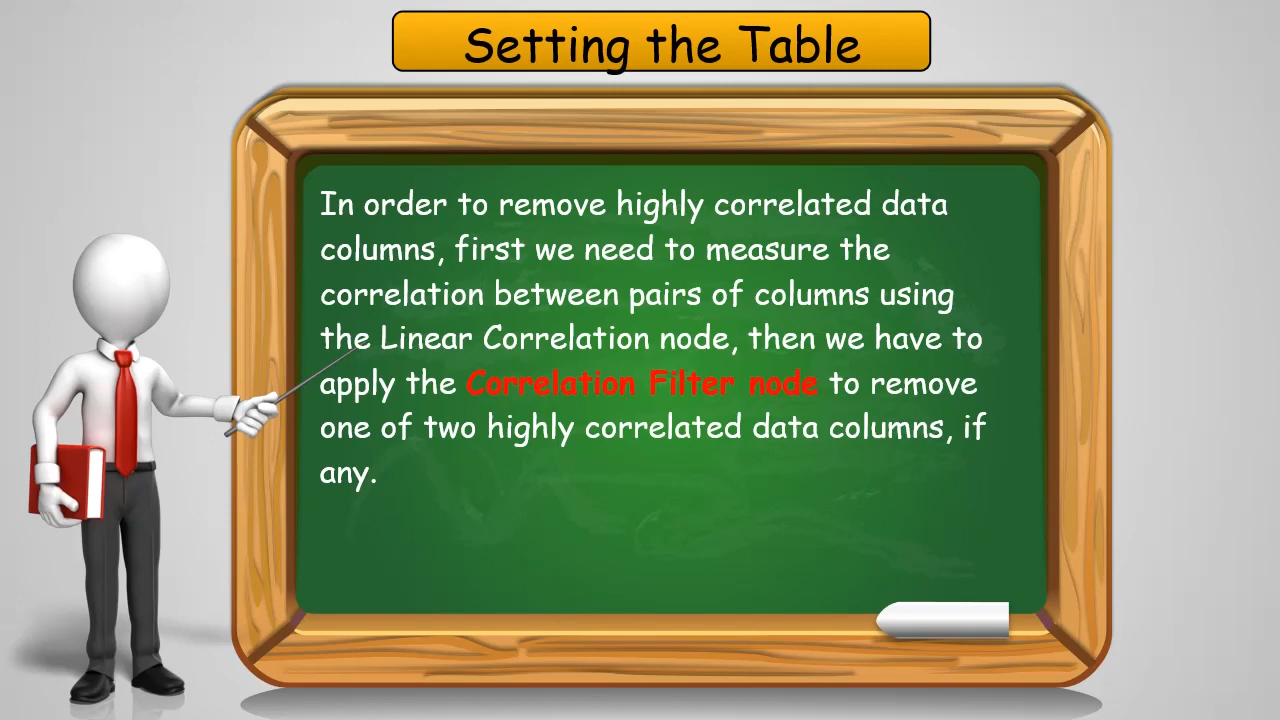 Setting the Table
In order to remove highly correlated data
columns, first we need to measure the
correlation between pairs of columns using
the Linear Correlation node, then we have to
apply the Correlation Filter node to remove
one of two highly correlated data columns, if
any.